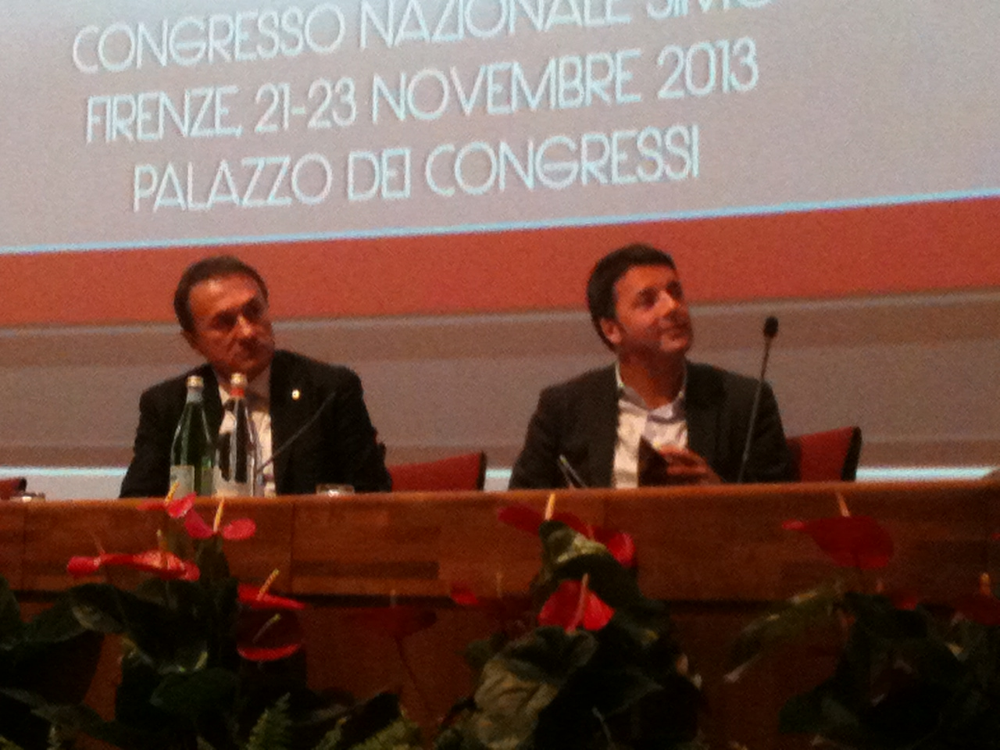 CONGRESSO NAZIONALE
FIRENZE, 21-23 NOVEMBRE 2013
PALAZZO DEI CONGRESSI